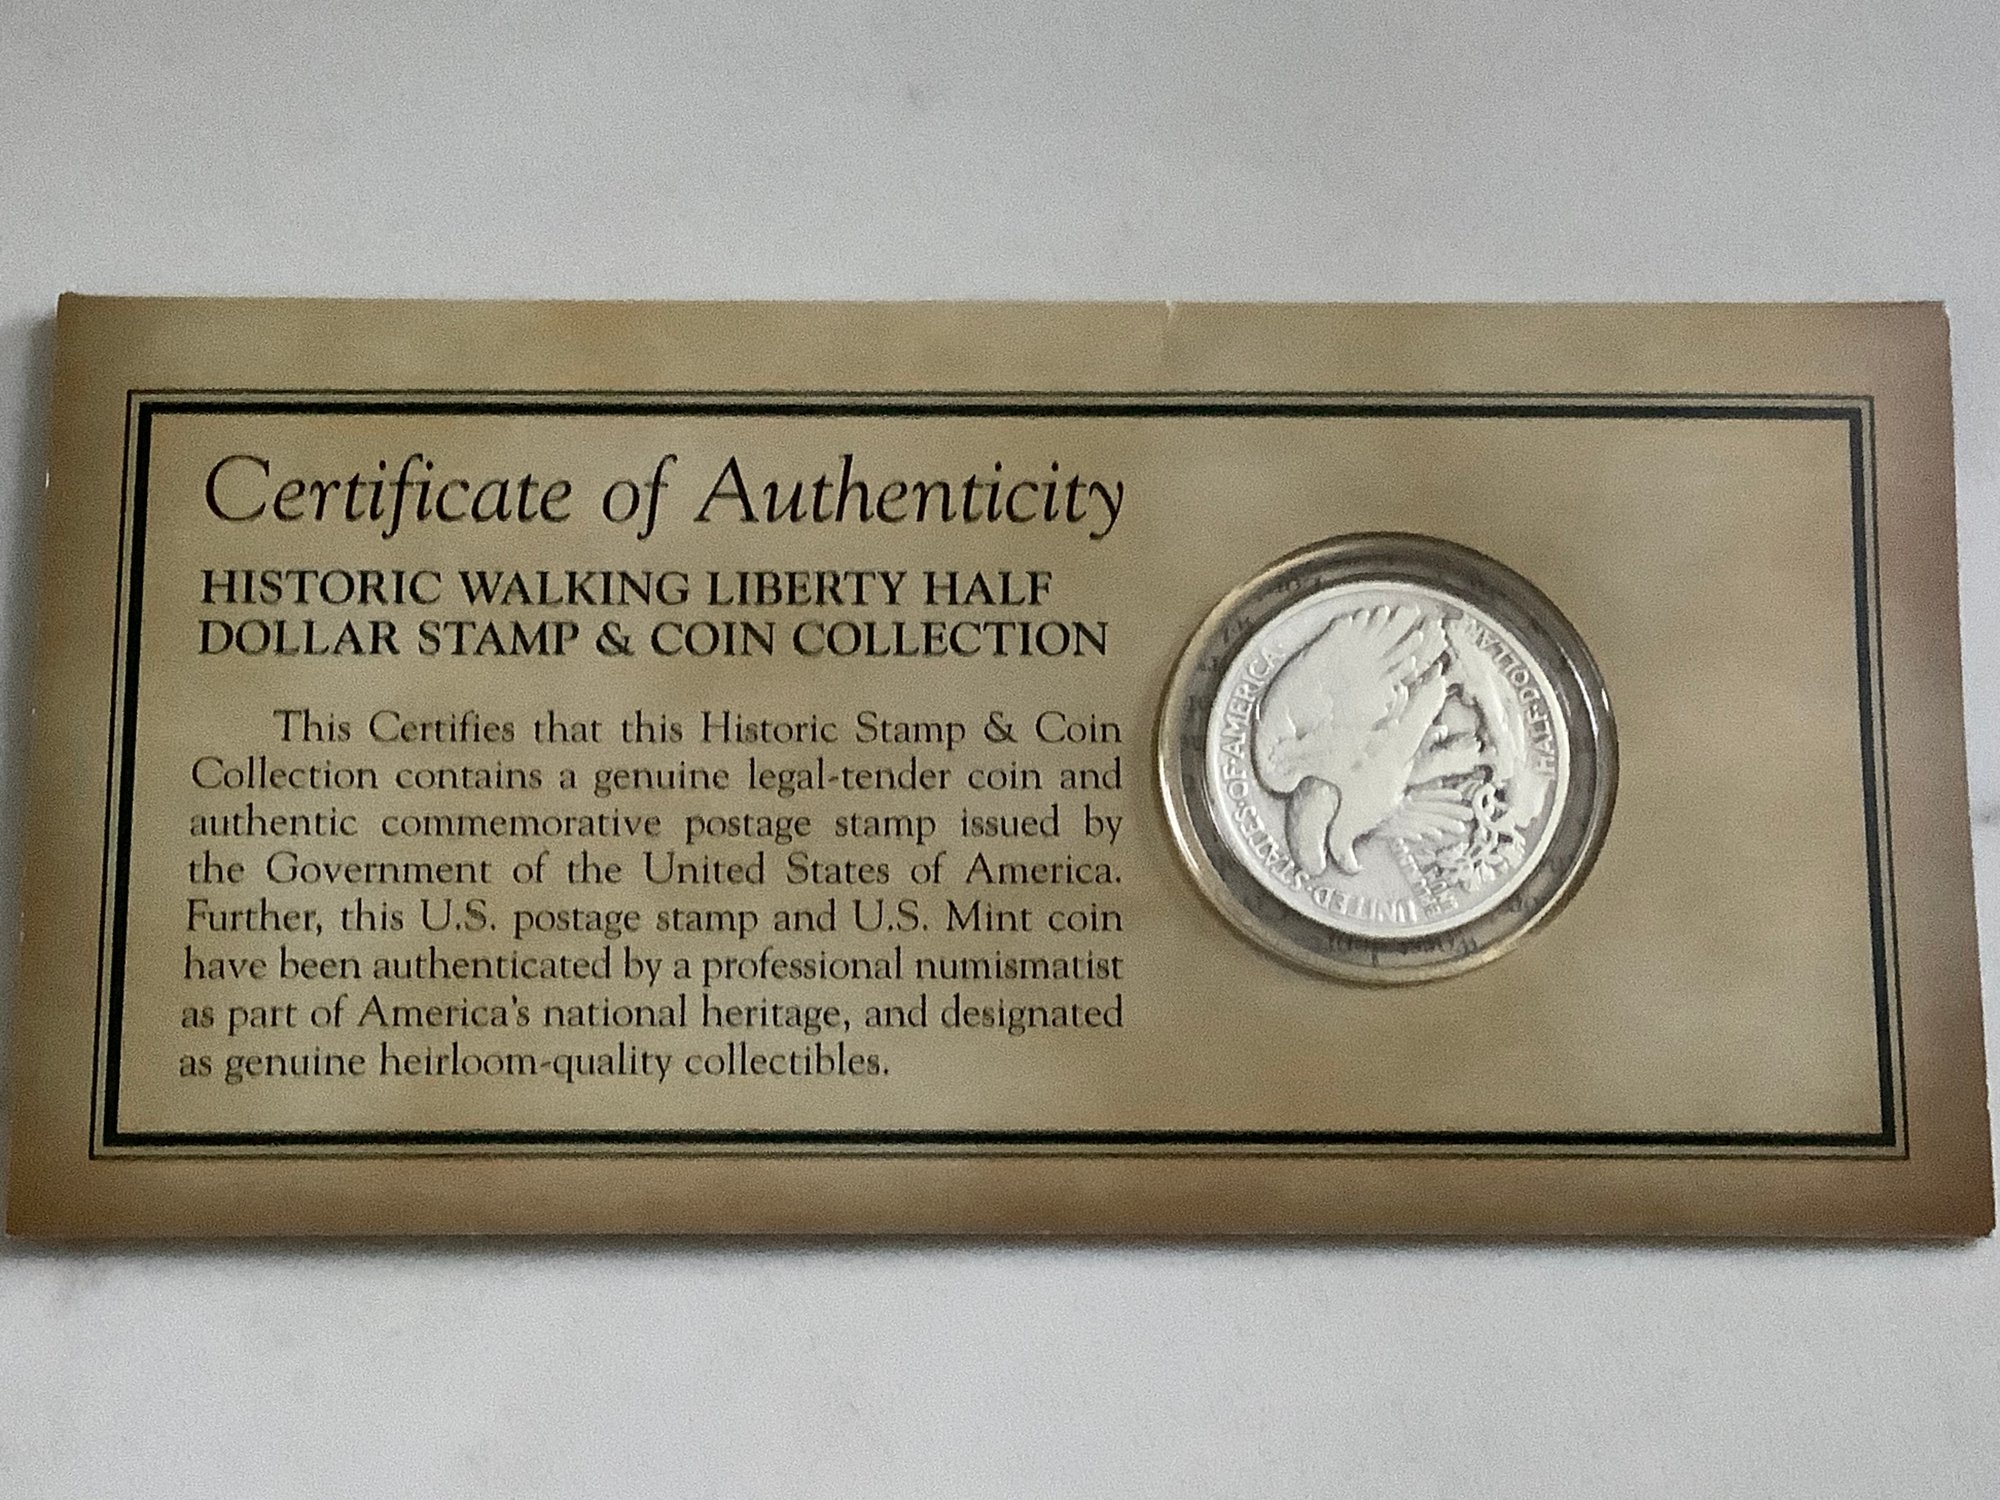 Certificate of Authenticity
HISTORIC WALKING LIBERTY HALF
DOLLAR STAMP & COIN COLLECTION
This Certifies that this Historic Stamp & Coin
Collection contains a genuine legal-tender coin and
authentic commemorative postage stamp issued by
the Government of the United States of America.
Further, this U.S. postage stamp and U.S. Mint coin
have been authenticated by a professional numismatist
as part of America's national heritage, and designated
as genuine heirloom-quality collectibles.
UNITED·STATES·OF·AMERICA
HALF·DOLLAR